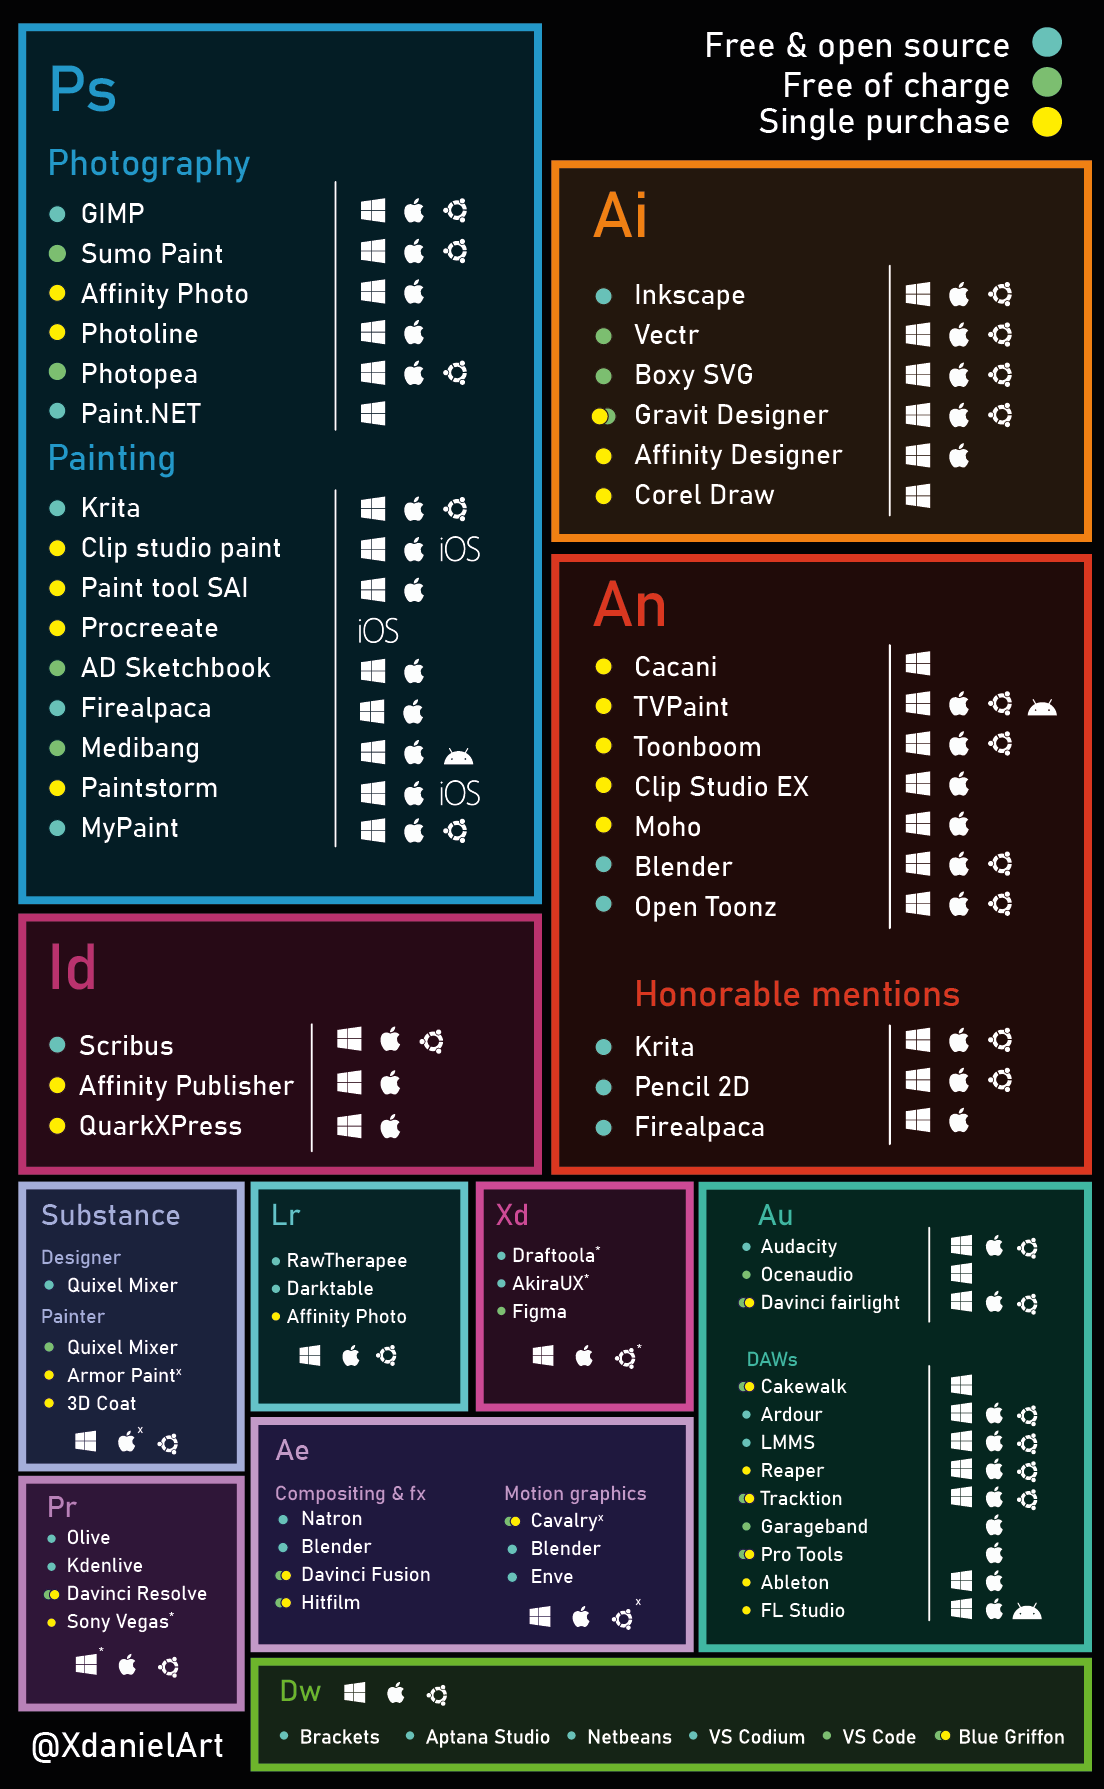 Free & open source
Free of charge
Single purchase
Ps
Photography
GIMP
Sumo Paint
Affinity Photo
Photoline
Photopea
Paint.NET
Painting
Krita
Clip studio paint iOS
Paint tool SAI
Procreeate iOS
AD Sketchbook
Firealpaca
Medibang
Paintstorm iOS
MyPaint
Ai
Inkscape
Vectr
Boxy SVG
Gravit Designer
Affinity Designer
Corel Draw
An
Cacani
TVPaint
Toonboom
Clip Studio EX
Moho
Blender
Open Toonz
Honorable mentions
Krita
Pencil 2D
Firealpaca
Id
Scribus
Affinity Publisher
QuarkXPress
Substance
Designer
Quixel Mixer
Painter
Quixel Mixer
Armor Paintx
3D Coat
x
Lr
RawTherapee
Darktable
Affinity Photo
Xd
Draftoola*
AkiraUX*
Figma
*
Au
Audacity
Ocenaudio
Davinci fairlight
DAWs
Cakewalk
Ardour
LMMS
Reaper
Tracktion
Garageband
Pro Tools
Ableton
FL Studio
Pr
Olive
Kdenlive
Davinci Resolve
Sony Vegas*
*
Ae
Compositing & fx
Natron
Blender
Davinci Fusion
Hitfilm
Motion graphics
Cavalryx
Blender
Enve
x
Dw
Brackets Aptana Studio Netbeans VS Codium VS Code Blue Griffon
@XdanielArt